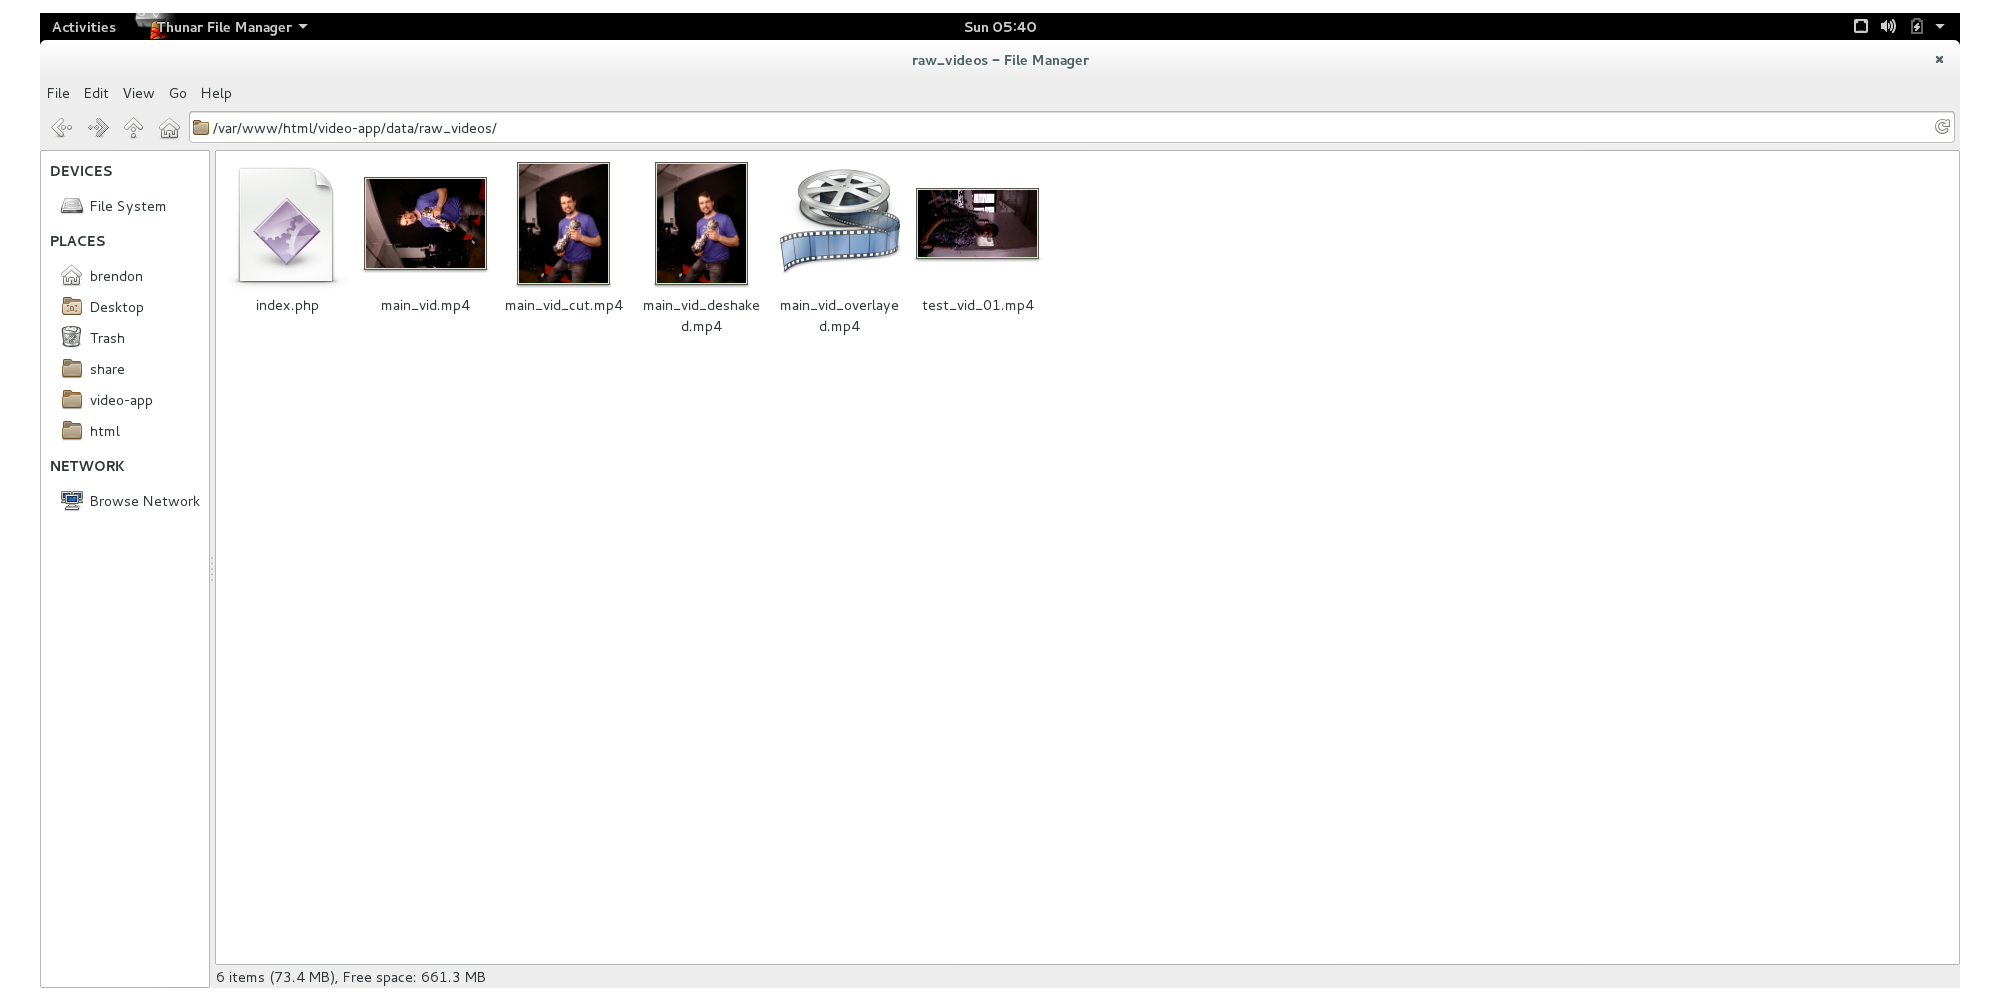 Activities Thunar File Manager Sun 05:40
raw_videos – File Manager
File Edit View Go Help
/var/www/html/video-app/data/raw_videos/
DEVICES
File System
PLACES
brendon
Desktop
Trash
share
video-app
html
NETWORK
Browse Network
index.php
main_vid.mp4
main_vid_cut.mp4
main_vid_deshake
d.mp4
main_vid_overlaye
d.mp4
test_vid_01.mp4
6 items (73.4 MB), Free space: 661.3 MB